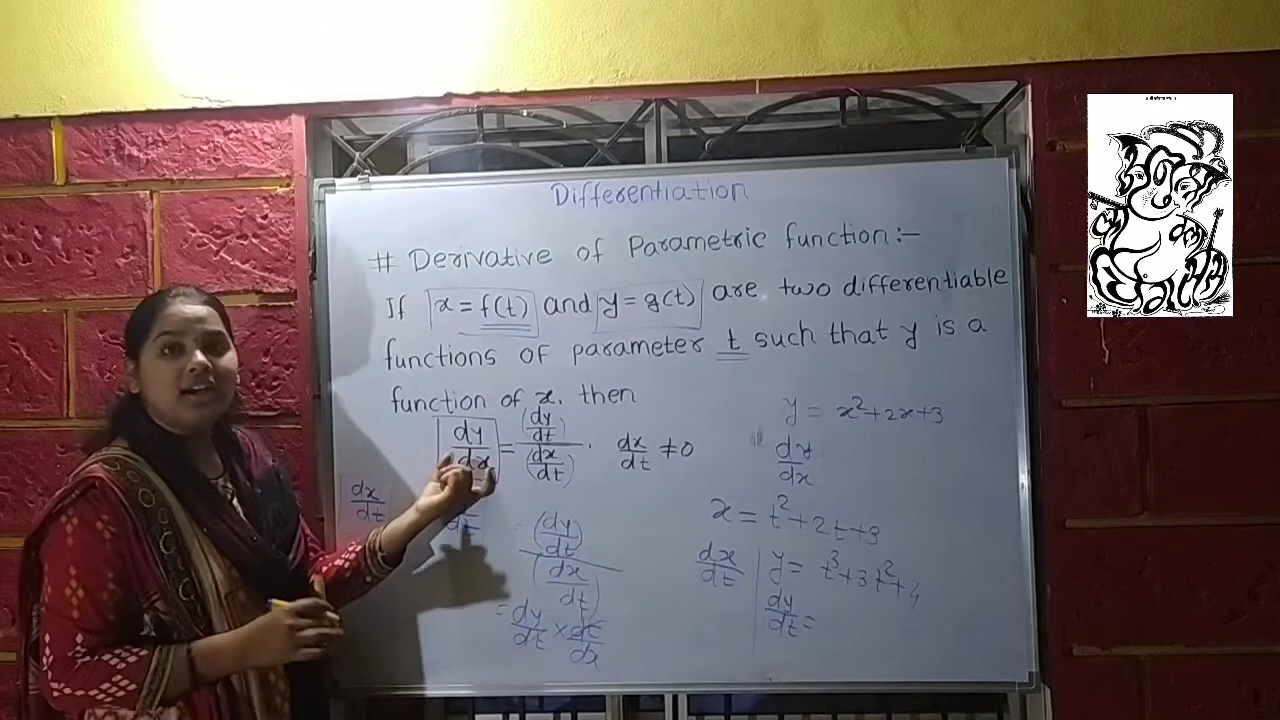 Differentiation
# Derivative of Parametric function:-
If x = f(t) and y = g(t) are two differentiable
functions of parameter t such that y is a
function of x. then
dy/dx = (dy/dt)/(dx/dt) . dx/dt ≠ 0
dx/dt
= (dy/dt)/(dx/dt)
= dy/dt × dt/dx
y = x²+2x+3
dy/dx
x = t²+2t+3
dx/dt
y = t³+3t²+4
dy/dt =